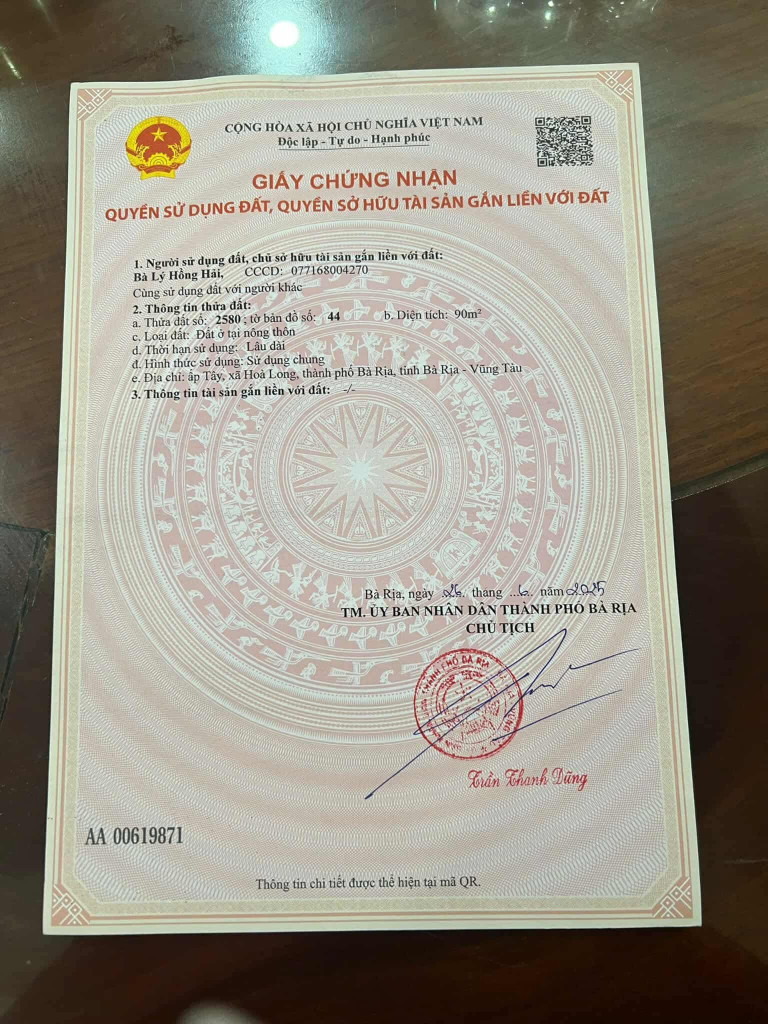 CỘNG HÒA XÃ HỘI CHỦ NGHĨA VIỆT NAM
Độc lập - Tự do - Hạnh phúc
GIẤY CHỨNG NHẬN
QUYỀN SỬ DỤNG ĐẤT, QUYỀN SỞ HỮU TÀI SẢN GẮN LIỀN VỚI ĐẤT
1. Người sử dụng đất, chủ sở hữu tài sản gắn liền với đất:
Bà Lý Hồng Hải, CCCD: 077168004270
Cùng sử dụng đất với người khác
2. Thông tin thửa đất:
a. Thửa đất số: 2580 ; tờ bản đồ số: 44 b. Diện tích: 90m²
c. Loại đất: Đất ở tại nông thôn
d. Thời hạn sử dụng: Lâu dài
đ. Hình thức sử dụng: Sử dụng chung
e. Địa chỉ: ấp Tây, xã Hoà Long, thành phố Bà Rịa, tỉnh Bà Rịa - Vũng Tàu
3. Thông tin tài sản gắn liền với đất: -/-
Bà Rịa, ngày 26 tháng 6 năm 2025
TM. ỦY BAN NHÂN DÂN THÀNH PHỐ BÀ RỊA
CHỦ TỊCH
THÀNH PHỐ BÀ RỊA
Trần Thanh Dũng
AA 00619871
Thông tin chi tiết được thể hiện tại mã QR.